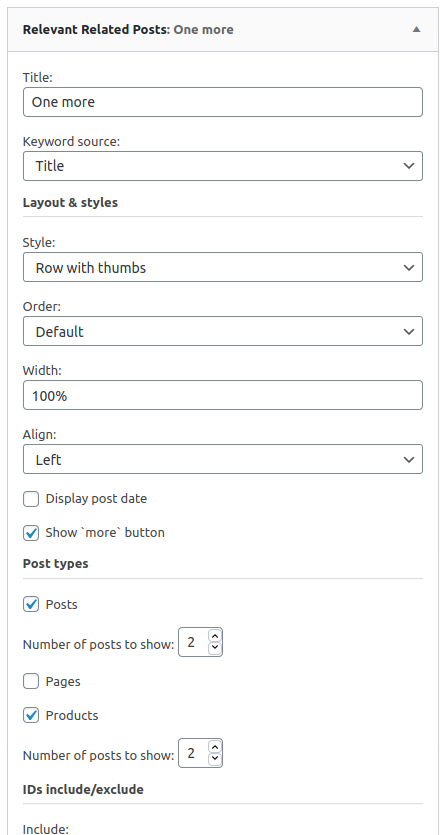 Relevant Related Posts: One more
Title:
One more
Keyword source:
Title
Layout & styles
Style:
Row with thumbs
Order:
Default
Width:
100%
Align:
Left
Display post date
Show `more` button
Post types
Posts
Number of posts to show: 2
Pages
Products
Number of posts to show: 2
IDs include/exclude
Include: